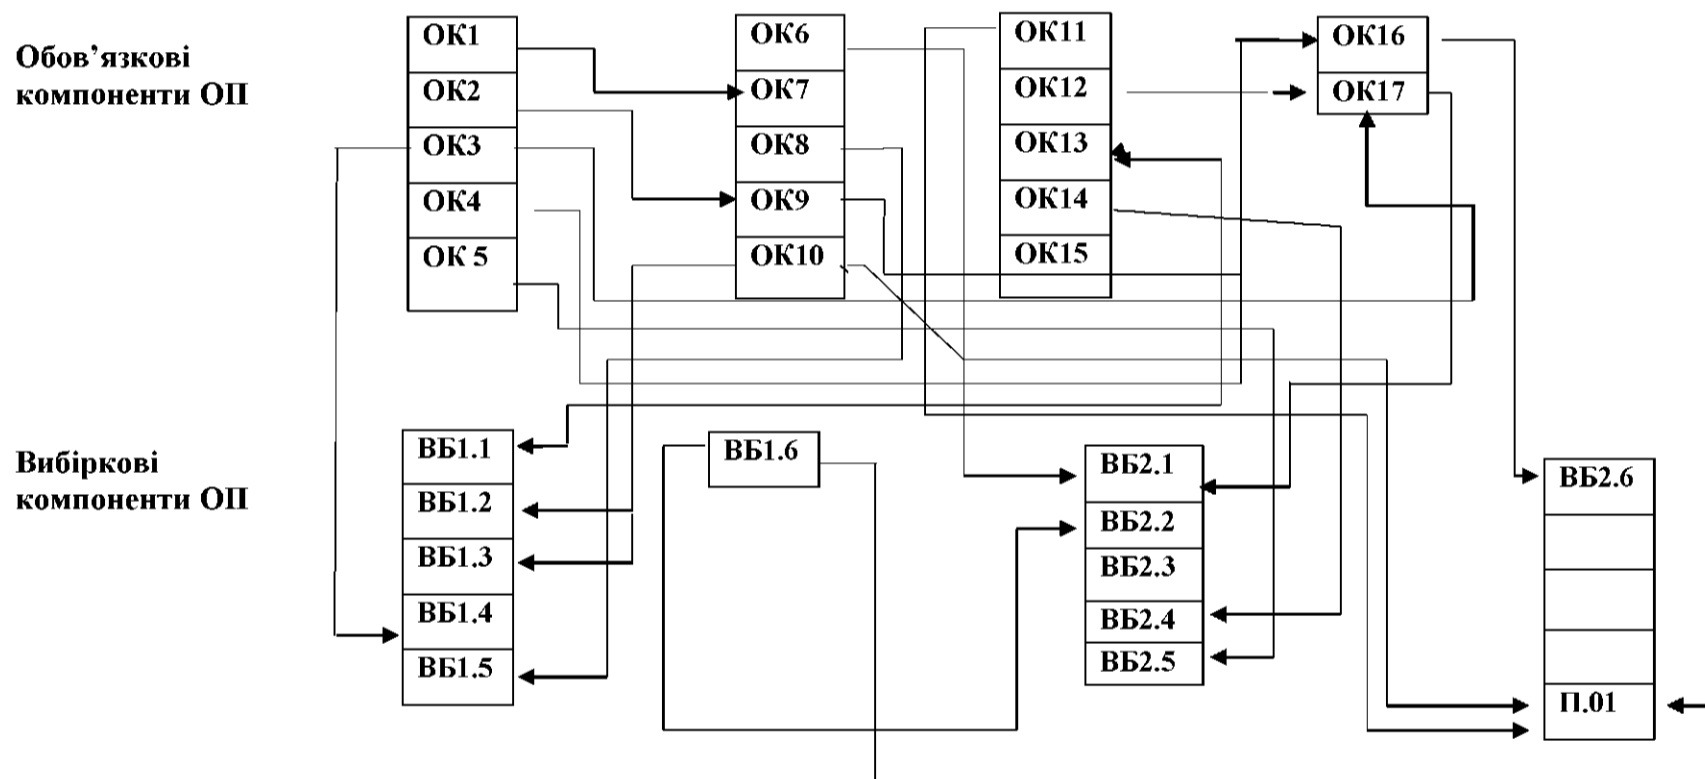 Обов’язкові
компоненти ОП
ОК1
ОК2
ОК3
ОК4
ОК 5
ОК6
ОК7
ОК8
ОК9
ОК10
ОК11
ОК12
ОК13
ОК14
ОК15
ОК16
ОК17
Вибіркові
компоненти ОП
ВБ1.1
ВБ1.2
ВБ1.3
ВБ1.4
ВБ1.5
ВБ1.6
ВБ2.1
ВБ2.2
ВБ2.3
ВБ2.4
ВБ2.5
ВБ2.6
П.01